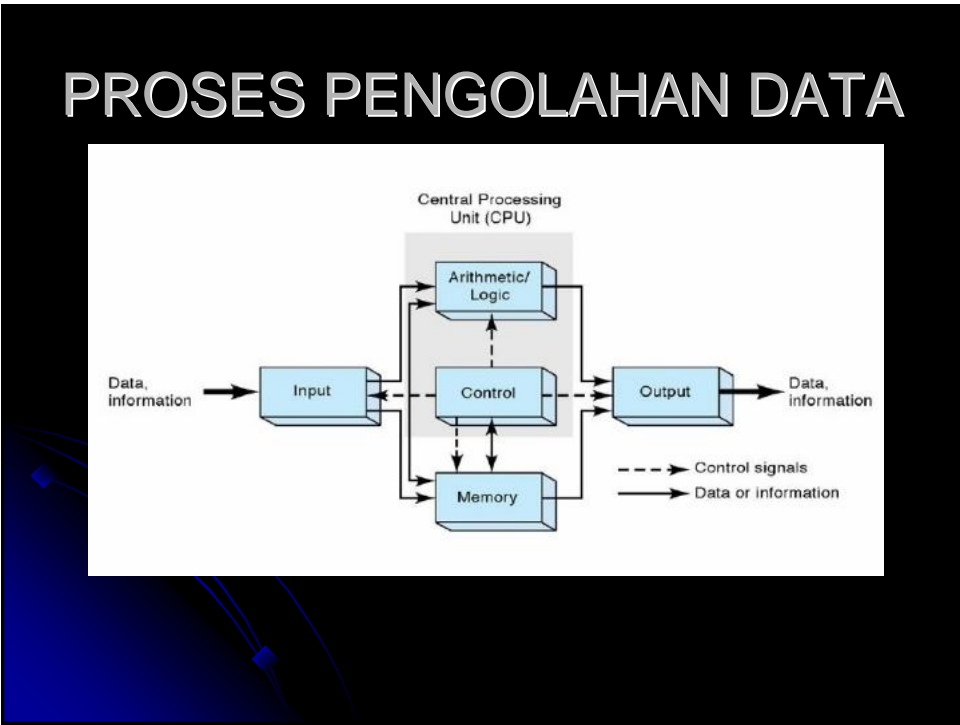 PROSES PENGOLAHAN DATA
Central Processing
Unit (CPU)
Arithmetic/
Logic
Data,
information
Input
Control
Output
Data,
information
Memory
Control signals
Data or information